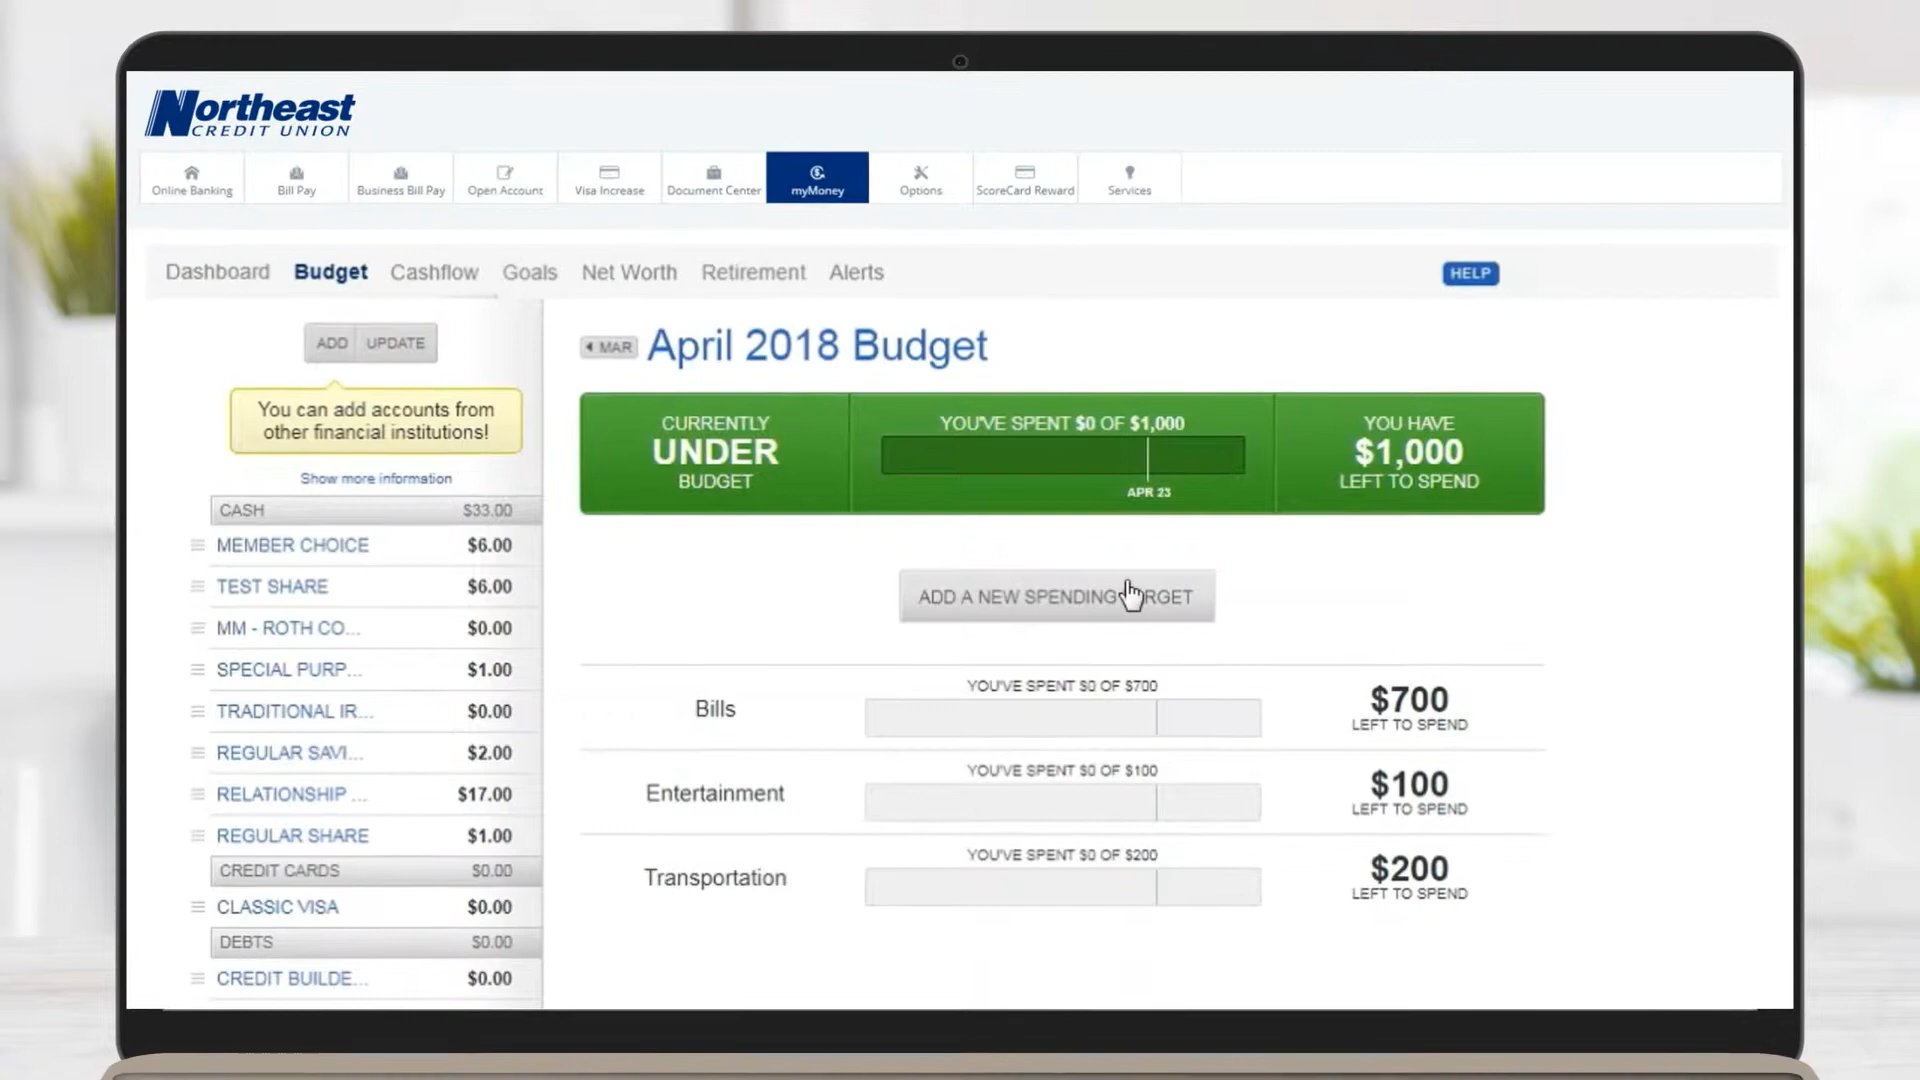 Northeast
CREDIT UNION
Online Banking
Bill Pay
Business Bill Pay
Open Account
Visa Increase
Document Center
myMoney
Options
ScoreCard Reward
Services
Dashboard
Budget
Cashflow
Goals
Net Worth
Retirement
Alerts
HELP
ADD
UPDATE
You can add accounts from
other financial institutions!
Show more information
CASH $33.00
MEMBER CHOICE $6.00
TEST SHARE $6.00
MM - ROTH CO... $0.00
SPECIAL PURP... $1.00
TRADITIONAL IR... $0.00
REGULAR SAVI... $2.00
RELATIONSHIP ... $17.00
REGULAR SHARE $1.00
CREDIT CARDS $0.00
CLASSIC VISA $0.00
DEBTS $0.00
CREDIT BUILDE... $0.00
MAR
April 2018 Budget
CURRENTLY
UNDER
BUDGET
YOU'VE SPENT $0 OF $1,000
APR 23
YOU HAVE
$1,000
LEFT TO SPEND
ADD A NEW SPENDING
Bills
YOU'VE SPENT $0 OF $700
$700
LEFT TO SPEND
Entertainment
YOU'VE SPENT $0 OF $100
$100
LEFT TO SPEND
Transportation
YOU'VE SPENT $0 OF $200
$200
LEFT TO SPEND